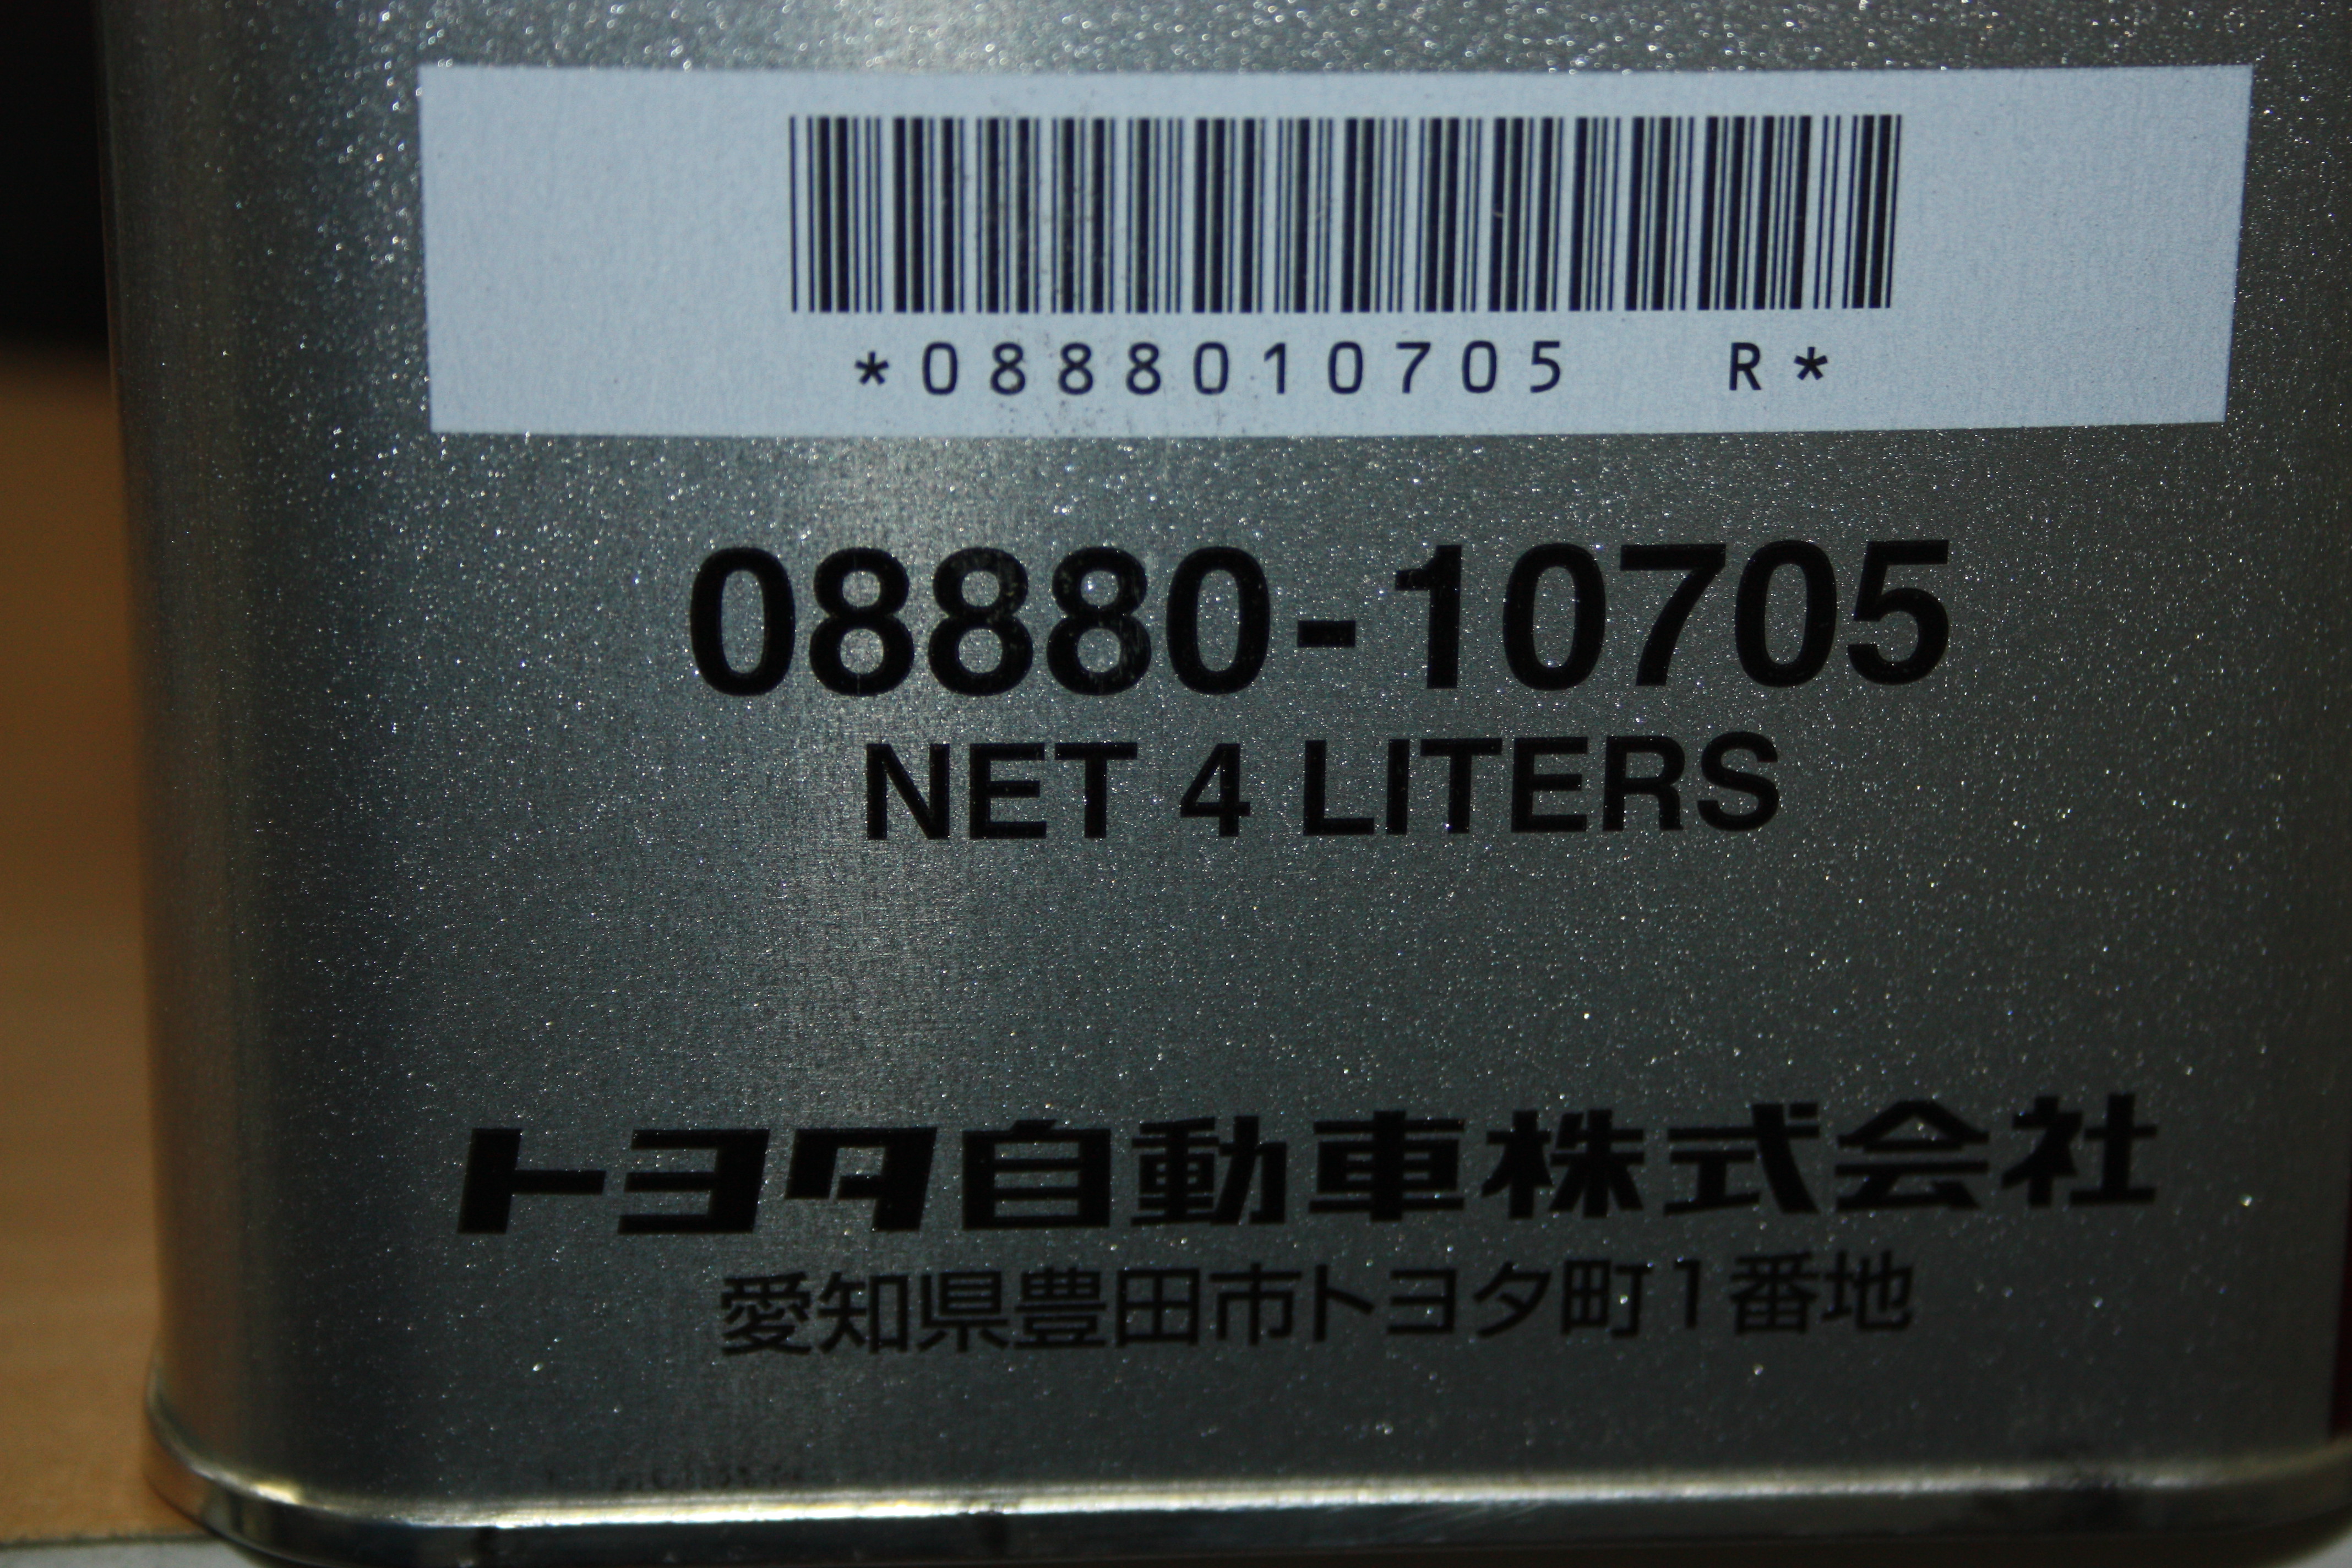 *0888010705 R*
08880-10705
NET 4 LITERS
トヨタ自動車株式会社
愛知県豊田市トヨタ町1番地